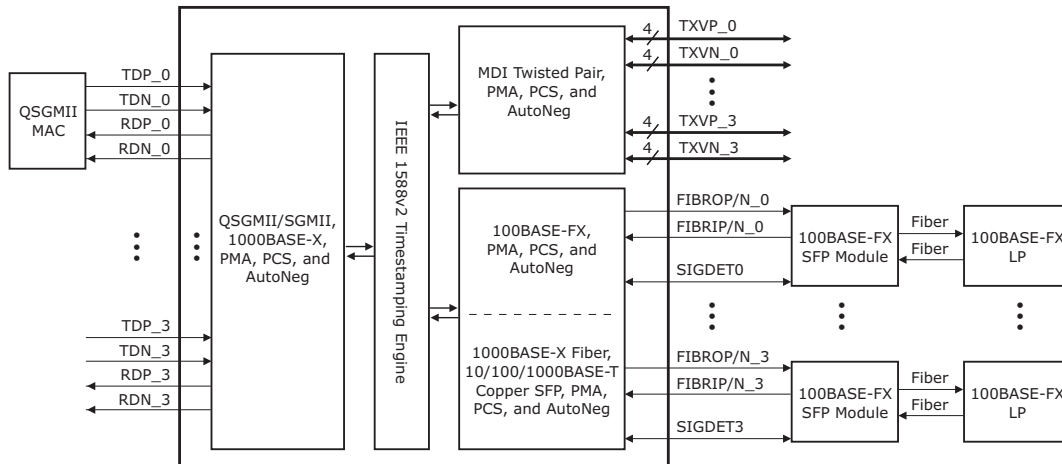 TDP_0
TDN_0
RDP_0
RDN_0
QSGMII
MAC
TDP_3
TDN_3
RDP_3
RDN_3
QSGMII/SGMII,
1000BASE-X,
PMA, PCS, and
AutoNeg
IEEE 1588v2 Timestamping Engine
MDI Twisted Pair,
PMA, PCS, and
AutoNeg
4 TXVP_0
4 TXVN_0
4 TXVP_3
4 TXVN_3
100BASE-FX,
PMA, PCS, and
AutoNeg
1000BASE-X Fiber,
10/100/1000BASE-T
Copper SFP, PMA,
PCS, and AutoNeg
FIBROP/N_0
FIBRIP/N_0
SIGDET0
100BASE-FX
SFP Module
Fiber
Fiber
100BASE-FX
LP
FIBROP/N_3
FIBRIP/N_3
SIGDET3
100BASE-FX
SFP Module
Fiber
Fiber
100BASE-FX
LP